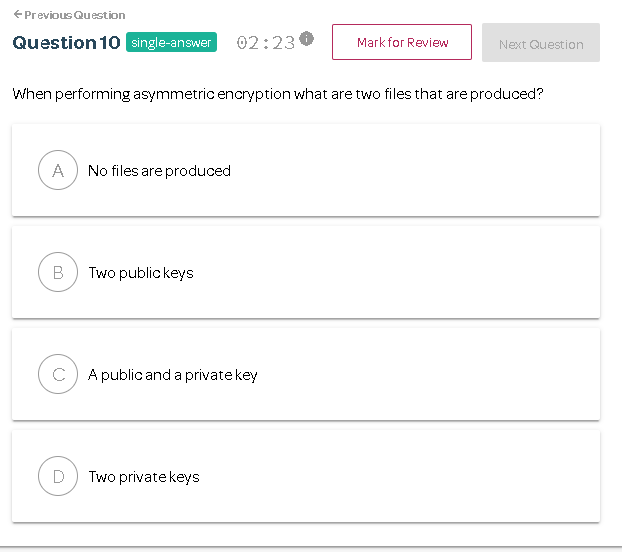 ← Previous Question
Question 10 single-answer 02:23 i Mark for Review Next Question
When performing asymmetric encryption what are two files that are produced?
A No files are produced
B Two public keys
C A public and a private key
D Two private keys